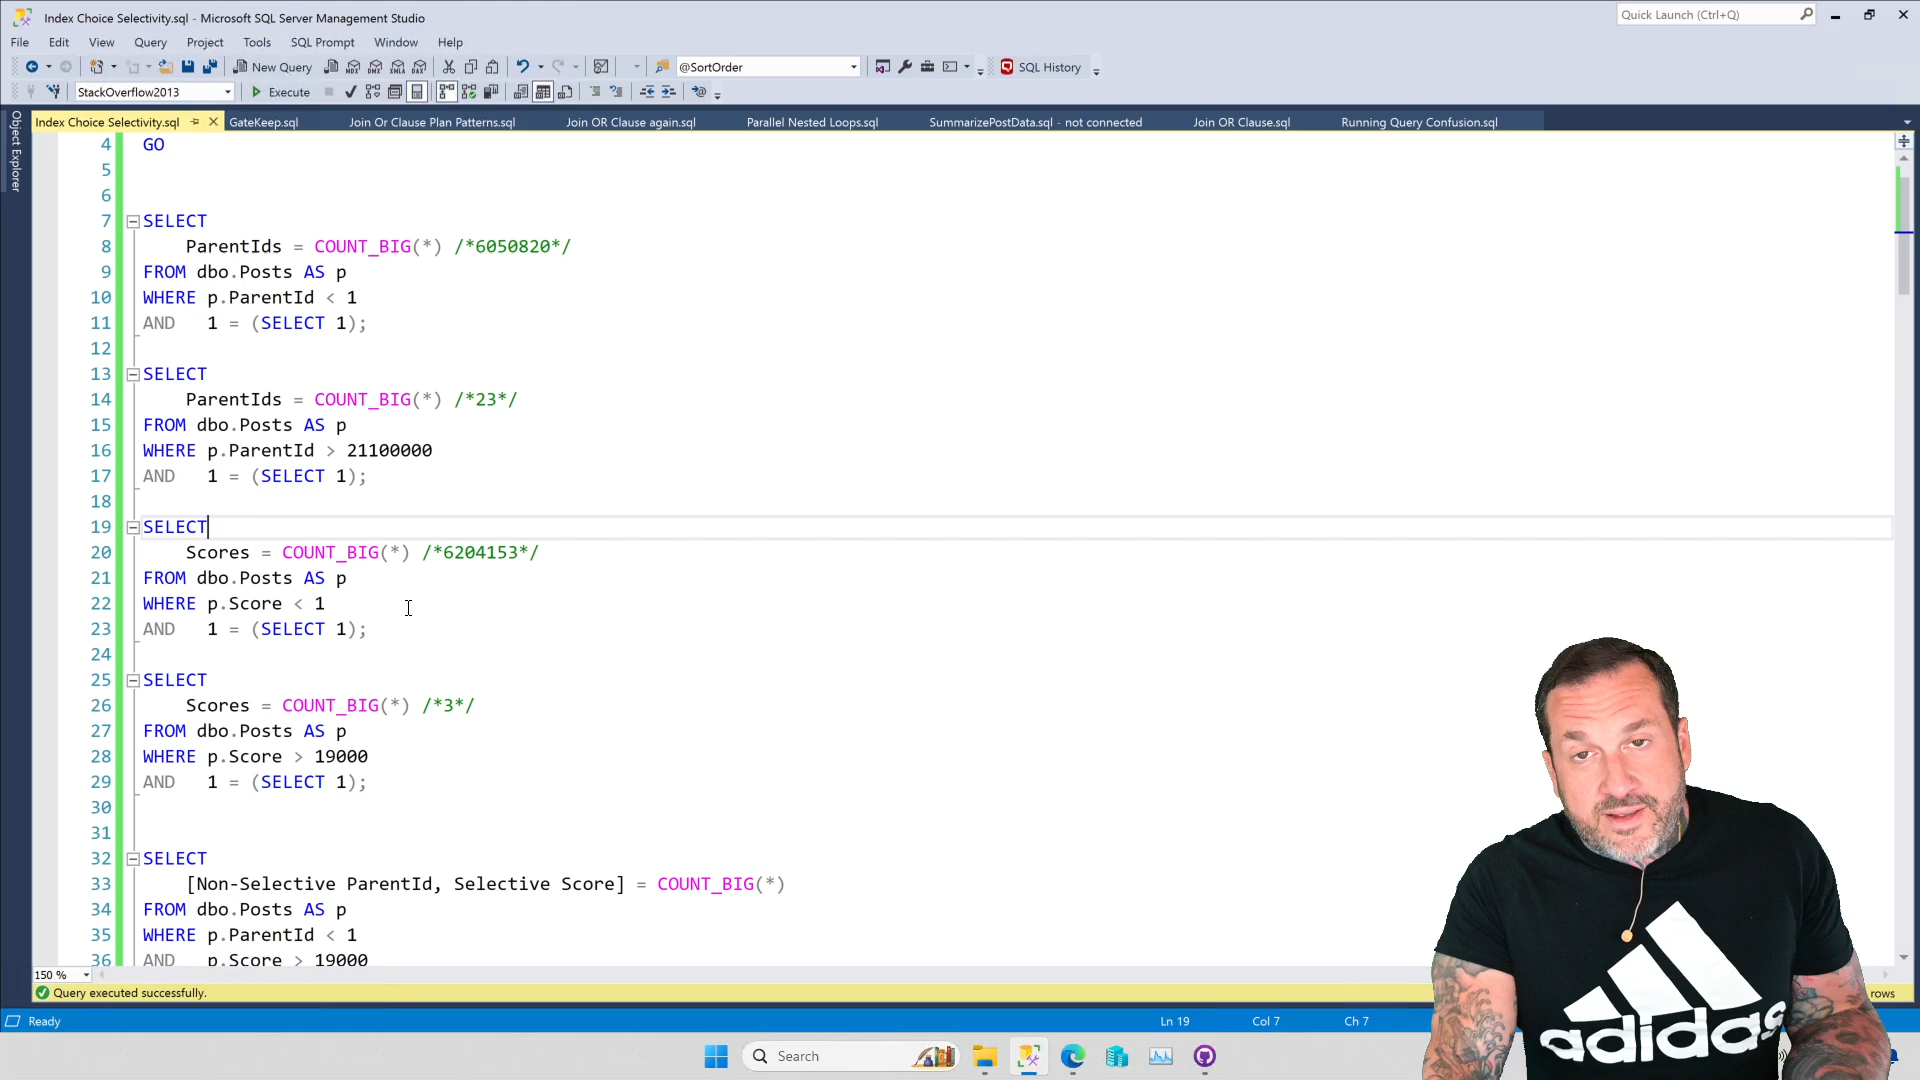 Index Choice Selectivity.sql - Microsoft SQL Server Management Studio
Quick Launch (Ctrl+Q)
File Edit View Query Project Tools SQL Prompt Window Help
New Query MDX DMX XMLA DAX @SortOrder SQL History
StackOverflow2013 Execute
Index Choice Selectivity.sql GateKeep.sql Join Or Clause Plan Patterns.sql Join OR Clause again.sql Parallel Nested Loops.sql SummarizePostData.sql - not connected Join OR Clause.sql Running Query Confusion.sql
Object Explorer
4 GO
5
6
7 SELECT
8 ParentIds = COUNT_BIG(*) /*6050820*/
9 FROM dbo.Posts AS p
10 WHERE p.ParentId < 1
11 AND 1 = (SELECT 1);
12
13 SELECT
14 ParentIds = COUNT_BIG(*) /*23*/
15 FROM dbo.Posts AS p
16 WHERE p.ParentId > 21100000
17 AND 1 = (SELECT 1);
18
19 SELECT
20 Scores = COUNT_BIG(*) /*6204153*/
21 FROM dbo.Posts AS p
22 WHERE p.Score < 1
23 AND 1 = (SELECT 1);
24
25 SELECT
26 Scores = COUNT_BIG(*) /*3*/
27 FROM dbo.Posts AS p
28 WHERE p.Score > 19000
29 AND 1 = (SELECT 1);
30
31
32 SELECT
33 [Non-Selective ParentId, Selective Score] = COUNT_BIG(*)
34 FROM dbo.Posts AS p
35 WHERE p.ParentId < 1
36 AND p.Score > 19000
150 %
Query executed successfully. rows
Ready Ln 19 Col 7 Ch 7
Search
adidas